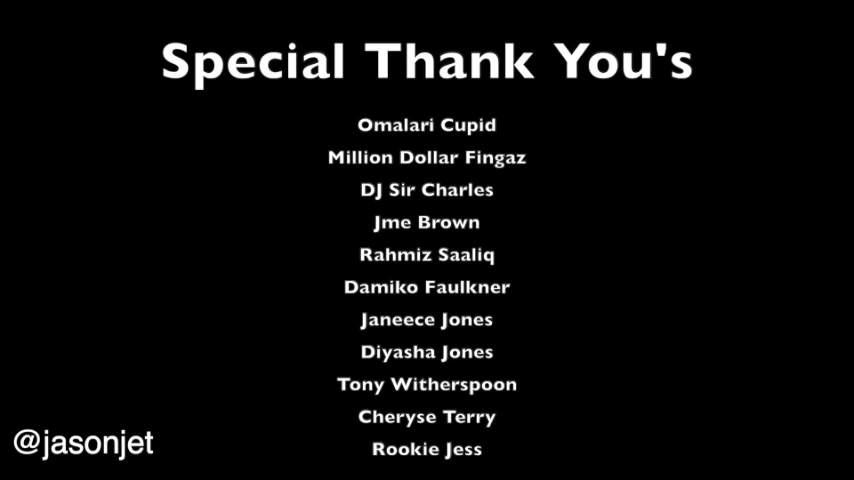 Special Thank You's
Omalari Cupid
Million Dollar Fingaz
DJ Sir Charles
Jme Brown
Rahmiz Saaliq
Damiko Faulkner
Janeece Jones
Diyasha Jones
Tony Witherspoon
Cheryse Terry
Rookie Jess
@jasonjet